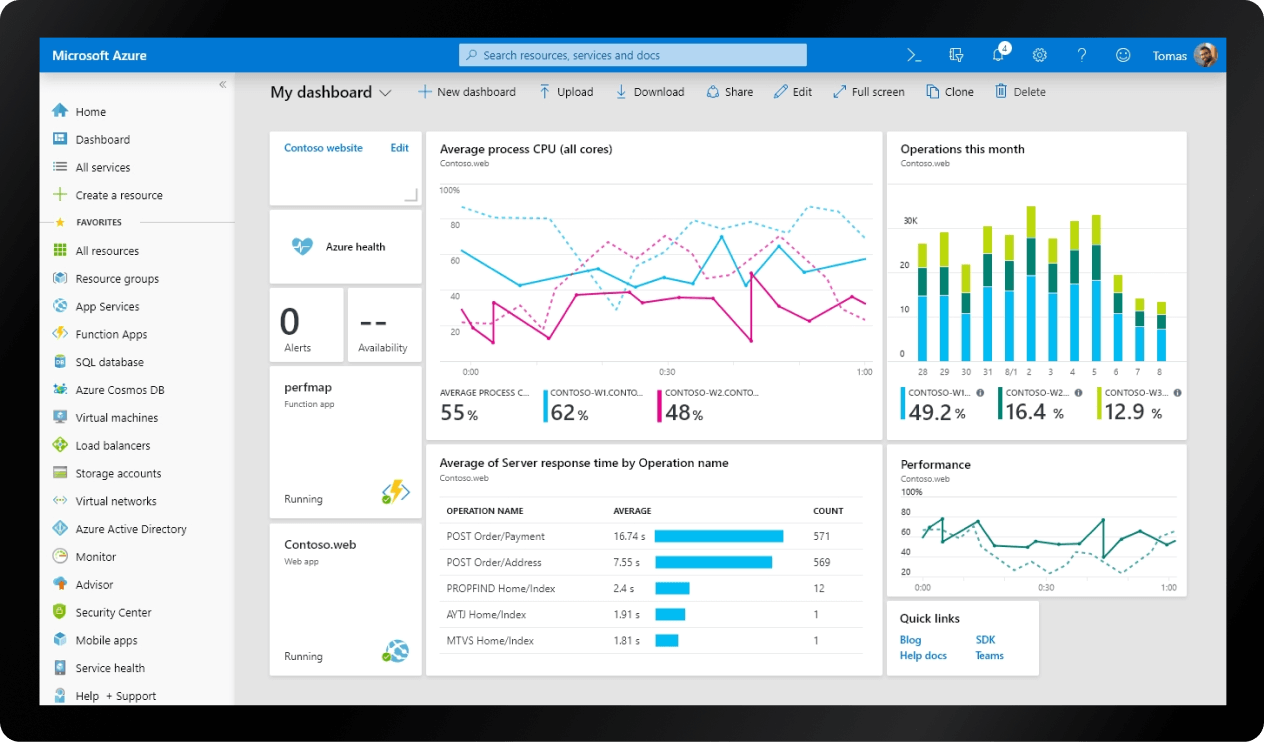 Microsoft Azure
Search resources, services and docs
4
Tomas
«
Home
Dashboard
All services
Create a resource
FAVORITES
All resources
Resource groups
App Services
Function Apps
SQL database
Azure Cosmos DB
Virtual machines
Load balancers
Storage accounts
Virtual networks
Azure Active Directory
Monitor
Advisor
Security Center
Mobile apps
Service health
Help + Support
My dashboard
New dashboard Upload Download Share Edit Full screen Clone Delete
Contoso website Edit
Azure health
0
Alerts
--
Availability
perfmap
Function app
Running
Contoso.web
Web app
Running
Average process CPU (all cores)
Contoso.web
100%
80
60
40
20
0:00 0:30 1:00
AVERAGE PROCESS C... CONTOSO-W1.CONTO... CONTOSO-W2.CONTO...
55 % 62 % 48 %
Operations this month
Contoso.web
30K
20
10
0
28 29 30 31 8/1 2 3 4 5 6 7 8
CONTOSO-W1... CONTOSO-W2... CONTOSO-W3...
49.2 % 16.4 % 12.9 %
Average of Server response time by Operation name
Contoso.web
OPERATION NAME AVERAGE COUNT
POST Order/Payment 16.74 s 571
POST Order/Address 7.55 s 569
PROPFIND Home/Index 2.4 s 12
AYTJ Home/Index 1.91 s 1
MTVS Home/Index 1.81 s 1
Performance
Contoso.web
100%
80
60
40
20
0:00 0:30 1:00
Quick links
Blog SDK
Help docs Teams